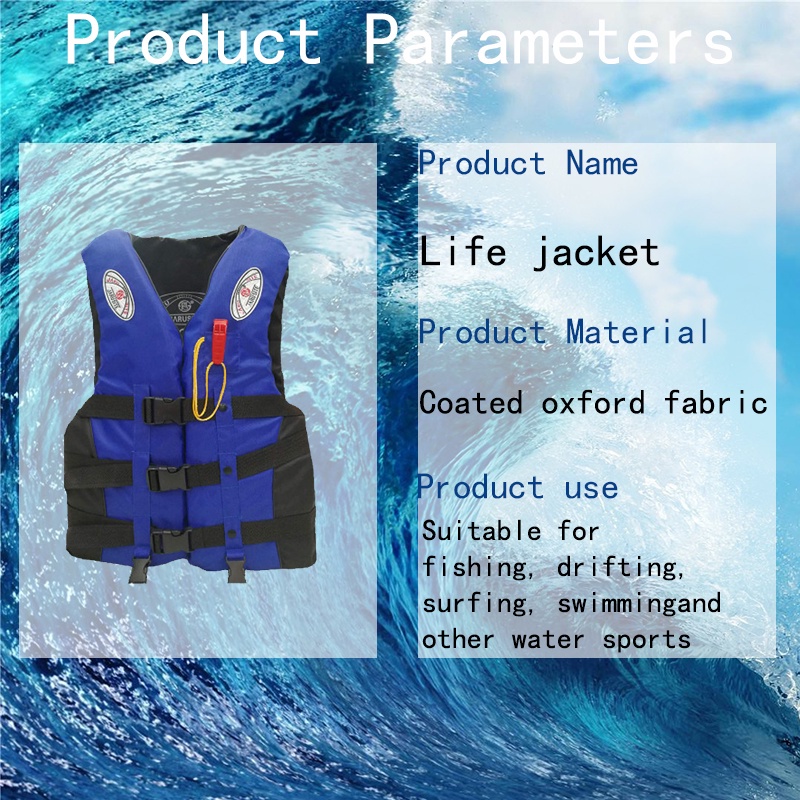 Product Parameters
Product Name
Life jacket
Product Material
Coated oxford fabric
Product use
Suitable for
fishing, drifting,
surfing, swimmingand
other water sports